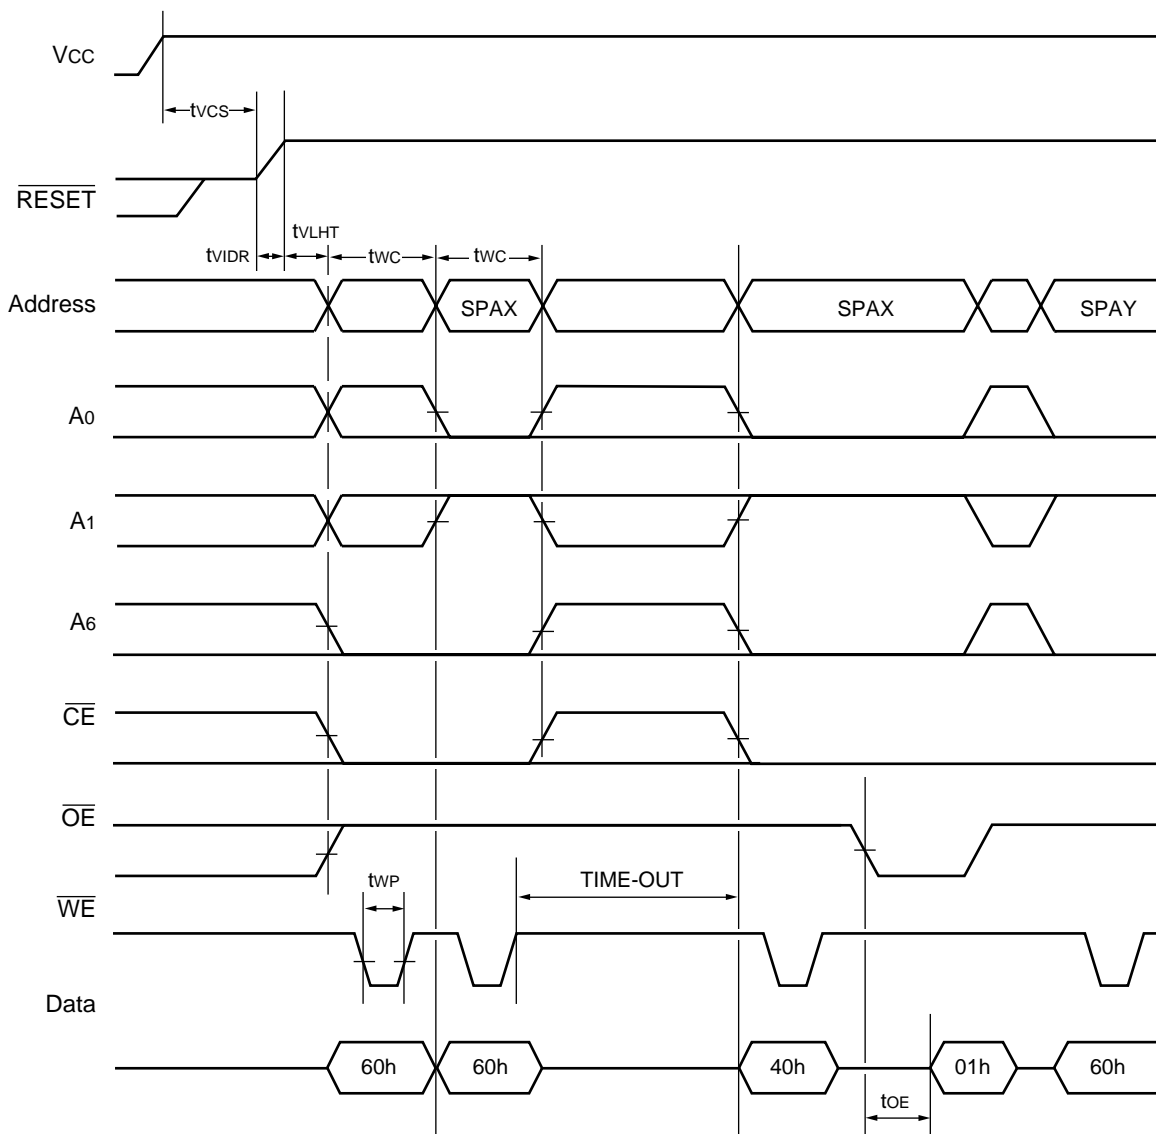 VCC
tVCS
RESET
tVIDR
tVLHT
tWC
tWC
Address
SPAX
SPAX
SPAY
A0
A1
A6
CE
OE
tWP
TIME-OUT
WE
Data
60h
60h
40h
01h
60h
tOE